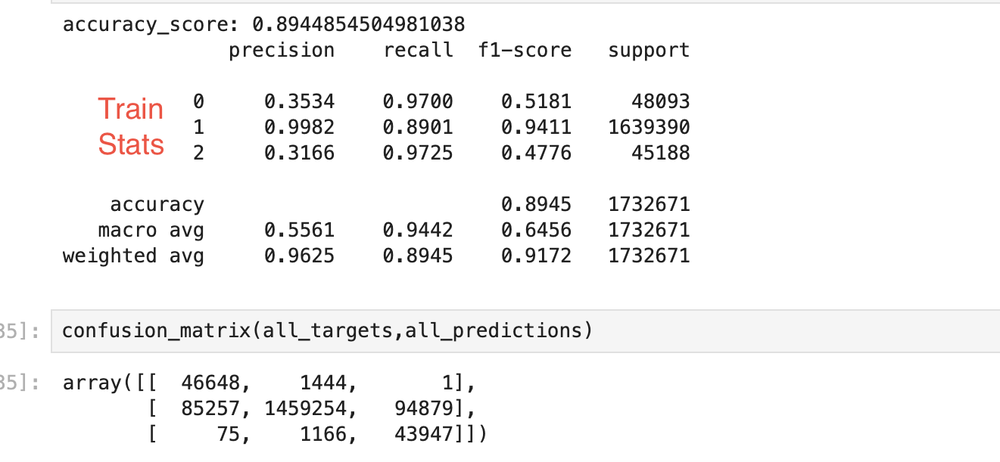 accuracy_score: 0.8944854504981038
precision recall f1-score support
Train
Stats
0 0.3534 0.9700 0.5181 48093
1 0.9982 0.8901 0.9411 1639390
2 0.3166 0.9725 0.4776 45188
accuracy 0.8945 1732671
macro avg 0.5561 0.9442 0.6456 1732671
weighted avg 0.9625 0.8945 0.9172 1732671
35]: confusion_matrix(all_targets,all_predictions)
35]: array([[ 46648, 1444, 1],
[ 85257, 1459254, 94879],
[ 75, 1166, 43947]])